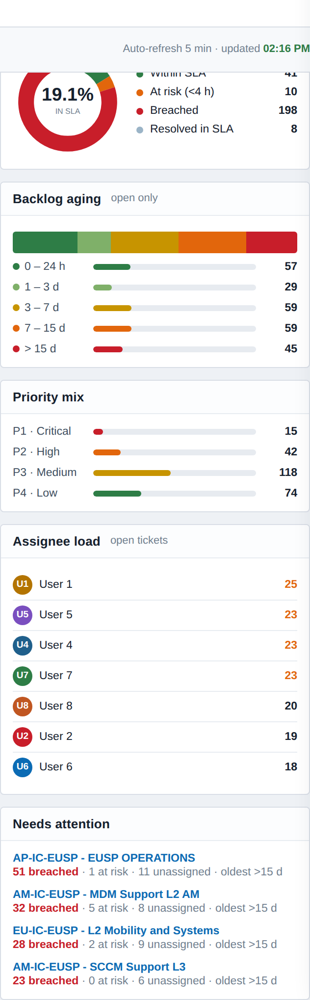 Auto-refresh 5 min · updated 02:16 PM
Within SLA 41
19.1%
IN SLA
At risk (<4 h) 10
Breached 198
Resolved in SLA 8
Backlog aging open only
0 – 24 h 57
1 – 3 d 29
3 – 7 d 59
7 – 15 d 59
> 15 d 45
Priority mix
P1 · Critical 15
P2 · High 42
P3 · Medium 118
P4 · Low 74
Assignee load open tickets
U1 User 1 25
U5 User 5 23
U4 User 4 23
U7 User 7 23
U8 User 8 20
U2 User 2 19
U6 User 6 18
Needs attention
AP-IC-EUSP - EUSP OPERATIONS
51 breached · 1 at risk · 11 unassigned · oldest >15 d
AM-IC-EUSP - MDM Support L2 AM
32 breached · 5 at risk · 8 unassigned · oldest >15 d
EU-IC-EUSP - L2 Mobility and Systems
28 breached · 2 at risk · 9 unassigned · oldest >15 d
AM-IC-EUSP - SCCM Support L3
23 breached · 0 at risk · 6 unassigned · oldest >15 d